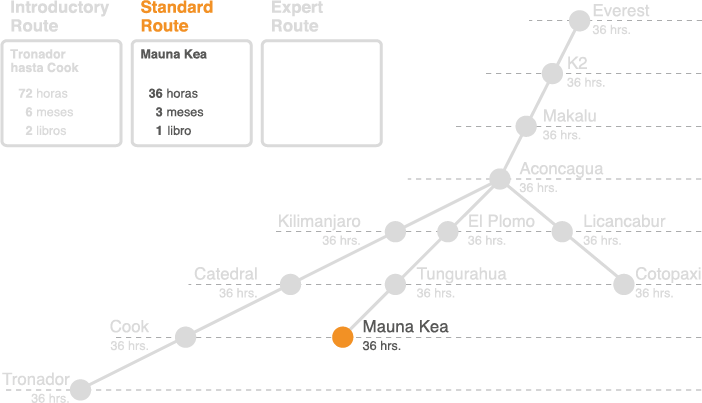 Introductory
Route
Standard
Route
Expert
Route
Tronador
hasta Cook
72 horas
6 meses
2 libros
Mauna Kea
36 horas
3 meses
1 libro
Everest
36 hrs.
K2
36 hrs.
Makalu
36 hrs.
Aconcagua
36 hrs.
Kilimanjaro
36 hrs.
El Plomo
36 hrs.
Licancabur
36 hrs.
Catedral
36 hrs.
Tungurahua
36 hrs.
Cotopaxi
36 hrs.
Cook
36 hrs.
Mauna Kea
36 hrs.
Tronador
36 hrs.